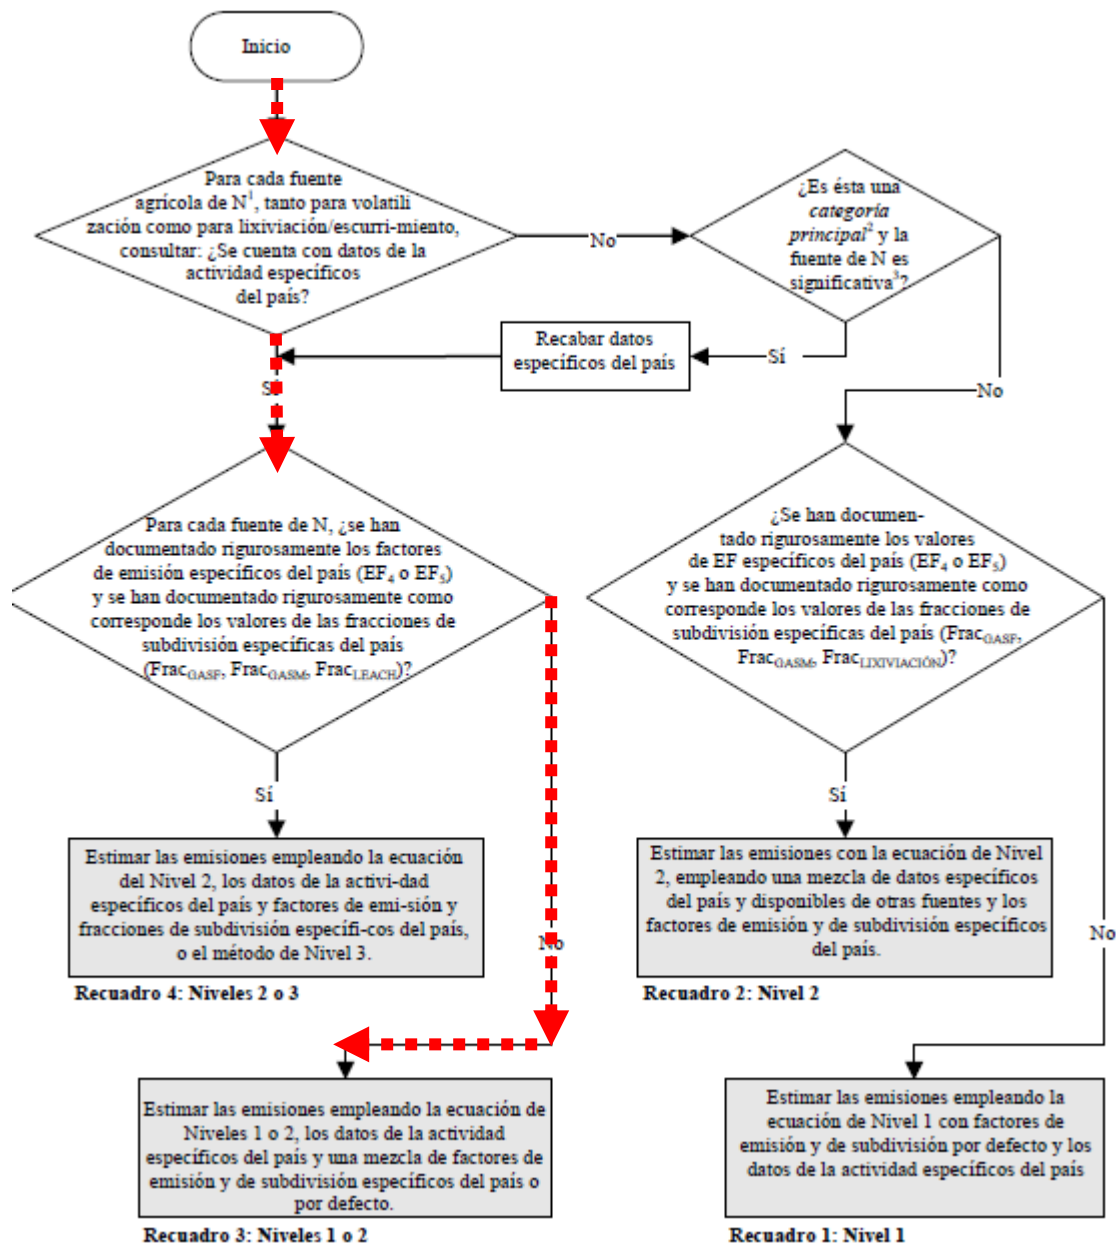 Inicio
Para cada fuente
agrícola de N¹, tanto para volatili
zación como para lixiviación/escurri-miento,
consultar: ¿Se cuenta con datos de la
actividad específicos
del país?
No
¿Es ésta una
categoría
principal² y la
fuente de N es
significativa³?
Recabar datos
específicos del país
Sí
Sí
No
Para cada fuente de N, ¿se han
documentado rigurosamente los factores
de emisión específicos del país (EF₄ o EF₅)
y se han documentado rigurosamente como
corresponde los valores de las fracciones de
subdivisión específicas del país
(Frac_GASF, Frac_GASM, Frac_LEACH)?
¿Se han documen-
tado rigurosamente los valores
de EF específicos del país (EF₄ o EF₅)
y se han documentado rigurosamente como
corresponde los valores de las fracciones de
subdivisión específicas del país (Frac_GASF,
Frac_GASM, Frac_LIXIVIACIÓN)?
Sí
Sí
Estimar las emisiones empleando la ecuación
del Nivel 2, los datos de la activi-dad
específicos del país y factores de emi-sión y
fracciones de subdivisión específi-cos del país,
o el método de Nivel 3.
Recuadro 4: Niveles 2 o 3
No
Estimar las emisiones con la ecuación de Nivel
2, empleando una mezcla de datos específicos
del país y disponibles de otras fuentes y los
factores de emisión y de subdivisión específicos
del país.
Recuadro 2: Nivel 2
No
Estimar las emisiones empleando la ecuación de
Niveles 1 o 2, los datos de la actividad
específicos del país y una mezcla de factores de
emisión y de subdivisión específicos del país o
por defecto.
Recuadro 3: Niveles 1 o 2
Estimar las emisiones empleando la
ecuación de Nivel 1 con factores de
emisión y de subdivisión por defecto y los
datos de la actividad específicos del país
Recuadro 1: Nivel 1